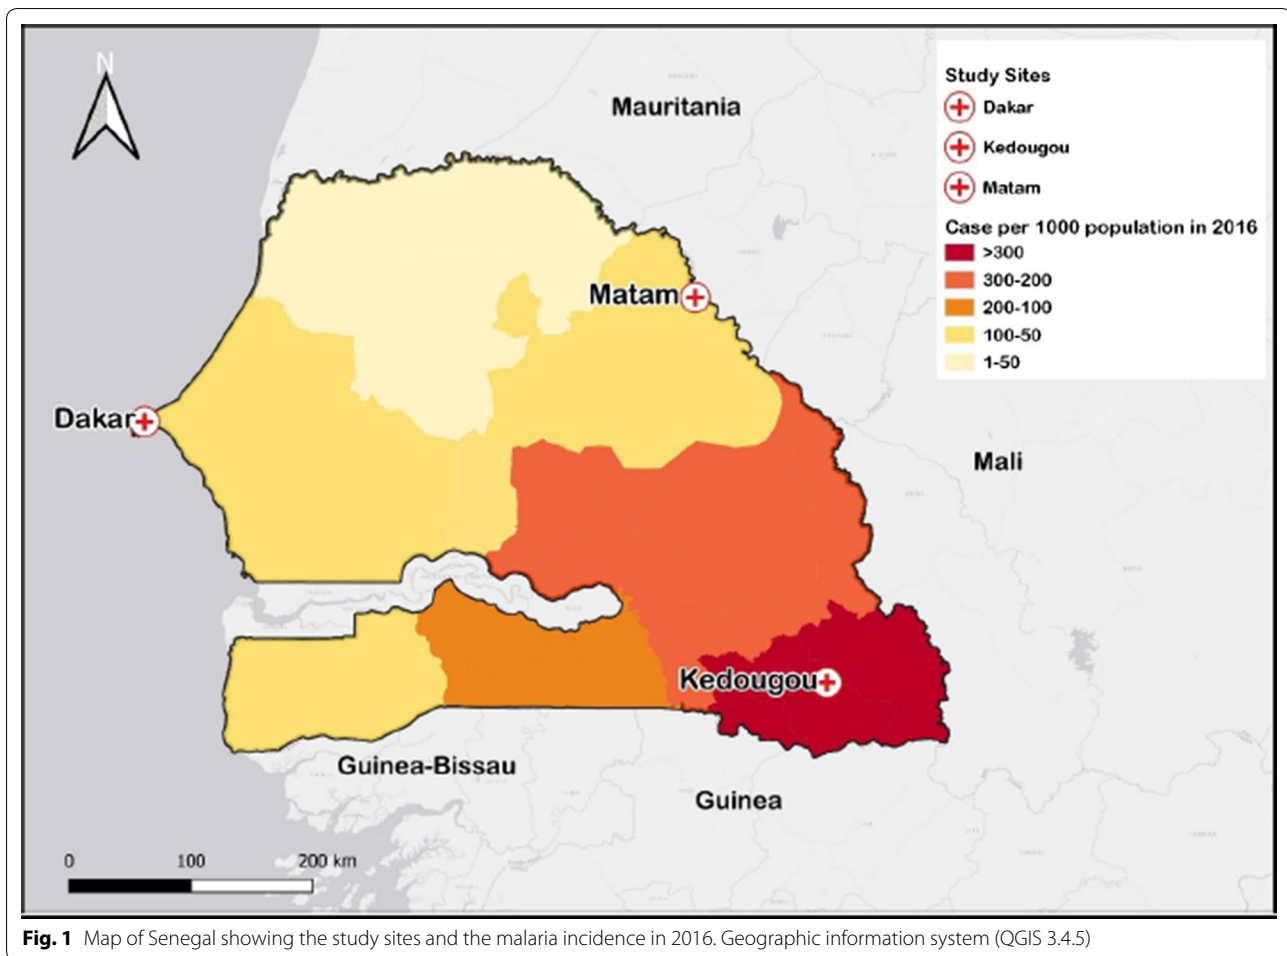 N
Mauritania
Study Sites
Dakar
Kedougou
Matam
Case per 1000 population in 2016
>300
300-200
200-100
100-50
1-50
Matam
Dakar
Mali
Kedougou
Guinea-Bissau
Guinea
0 100 200 km
Fig. 1 Map of Senegal showing the study sites and the malaria incidence in 2016. Geographic information system (QGIS 3.4.5)